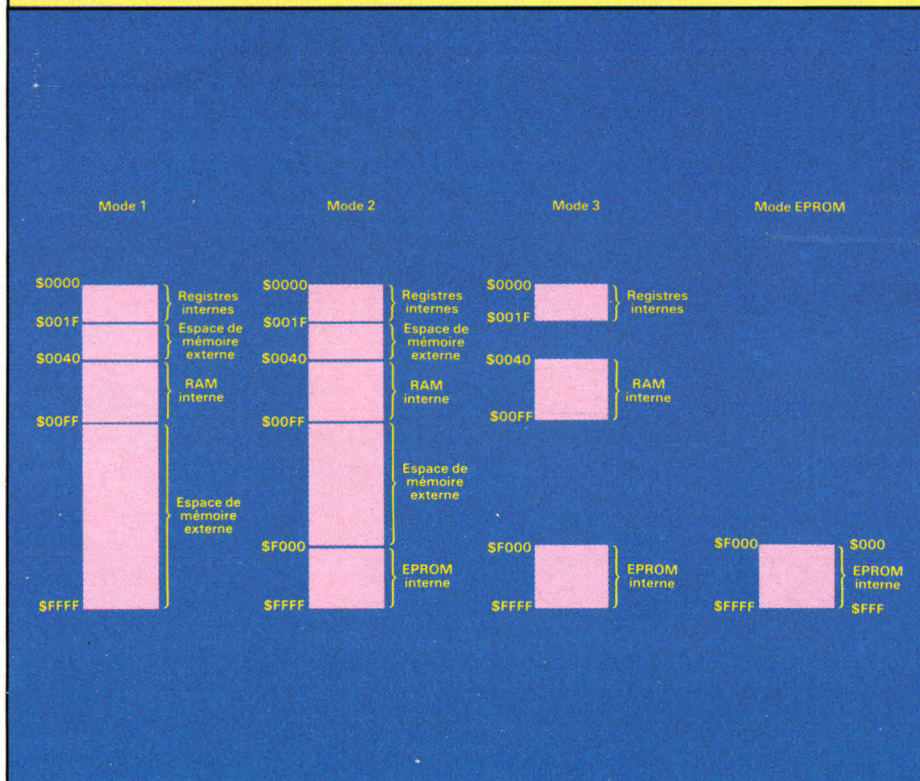 Mode 1
Mode 2
Mode 3
Mode EPROM
$0000
Registres
internes
$001F
Espace de
mémoire
externe
$0040
RAM
interne
$00FF
Espace de
mémoire
externe
$FFFF
$0000
Registres
internes
$001F
Espace de
mémoire
externe
$0040
RAM
interne
$00FF
Espace de
mémoire
externe
$F000
EPROM
interne
$FFFF
$0000
Registres
internes
$001F
$0040
RAM
interne
$00FF
$F000
EPROM
interne
$FFFF
$F000
$000
EPROM
interne
$FFFF
$FFF